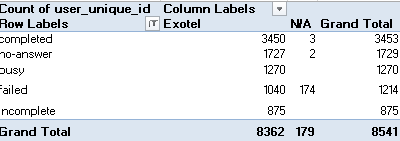 Count of user_unique_id Column Labels
Row Labels Exotel N/A Grand Total
completed 3450 3 3453
no-answer 1727 2 1729
busy 1270 1270
failed 1040 174 1214
incomplete 875 875
Grand Total 8362 179 8541